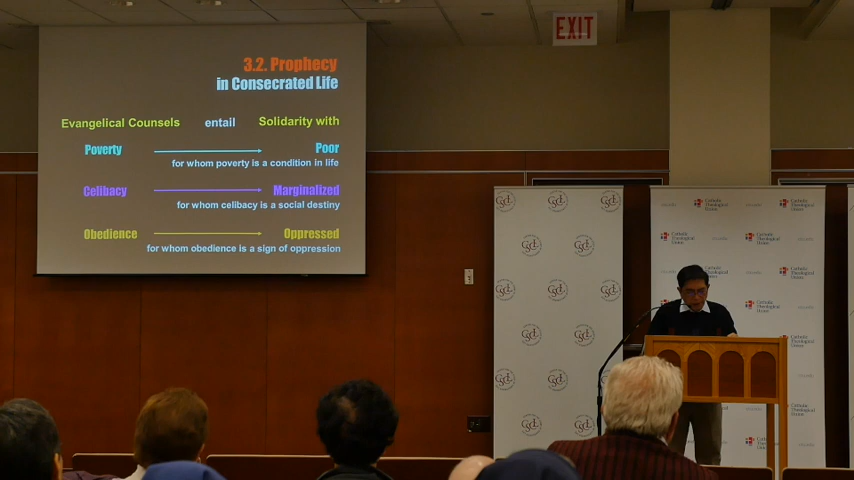 EXIT
3.2. Prophecy
in Consecrated Life
Evangelical Counsels entail Solidarity with
Poverty Poor
for whom poverty is a condition in life
Celibacy Marginalized
for whom celibacy is a social destiny
Obedience Oppressed
for whom obedience is a sign of oppression
Catholic
Theological
Union